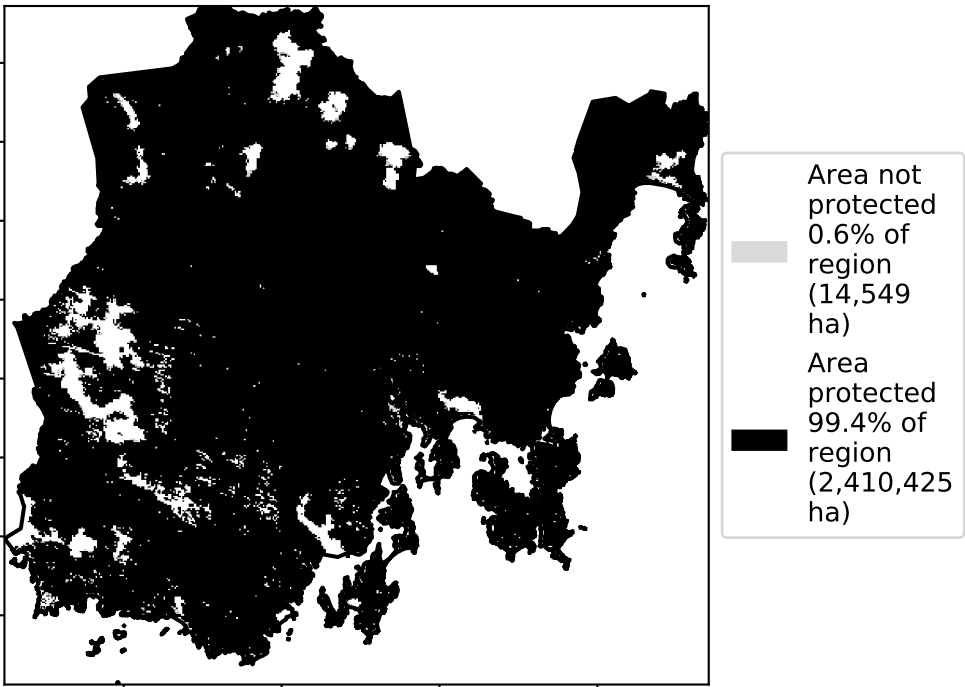 Area not
protected
0.6% of
region
(14,549
ha)
Area
protected
99.4% of
region
(2,410,425
ha)